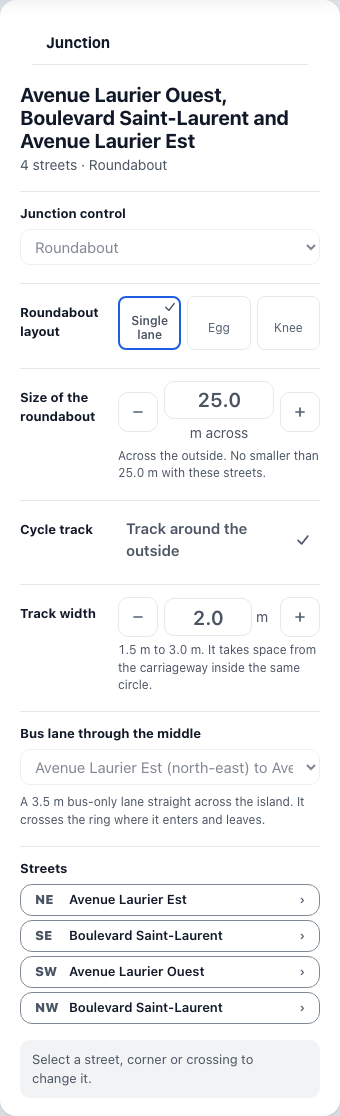 Junction
Avenue Laurier Ouest,
Boulevard Saint-Laurent and
Avenue Laurier Est
4 streets · Roundabout
Junction control
Roundabout
Roundabout
layout
Single
lane
Egg
Knee
Size of the
roundabout
−
25.0
+
m across
Across the outside. No smaller than
25.0 m with these streets.
Cycle track
Track around the
outside
Track width
−
2.0
m
+
1.5 m to 3.0 m. It takes space from
the carriageway inside the same
circle.
Bus lane through the middle
Avenue Laurier Est (north-east) to Ave
A 3.5 m bus-only lane straight across the island. It
crosses the ring where it enters and leaves.
Streets
NE Avenue Laurier Est ›
SE Boulevard Saint-Laurent ›
SW Avenue Laurier Ouest ›
NW Boulevard Saint-Laurent ›
Select a street, corner or crossing to
change it.